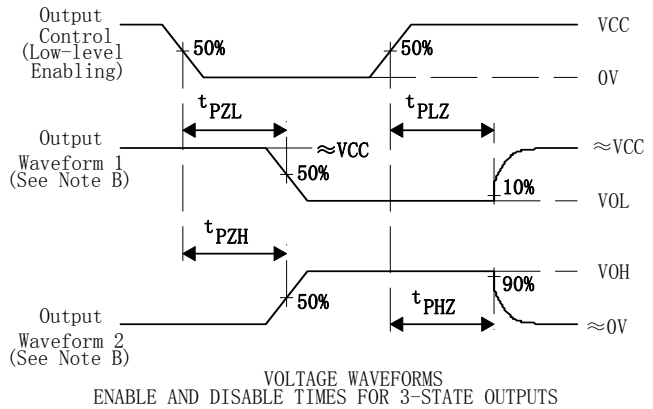 Output
Control
(Low-level
Enabling)
50%
50%
VCC
0V
tPZL
tPLZ
Output
Waveform 1
(See Note B)
≈VCC
50%
10%
≈VCC
VOL
tPZH
VOH
50%
tPHZ
90%
Output
Waveform 2
(See Note B)
≈0V
VOLTAGE WAVEFORMS
ENABLE AND DISABLE TIMES FOR 3-STATE OUTPUTS